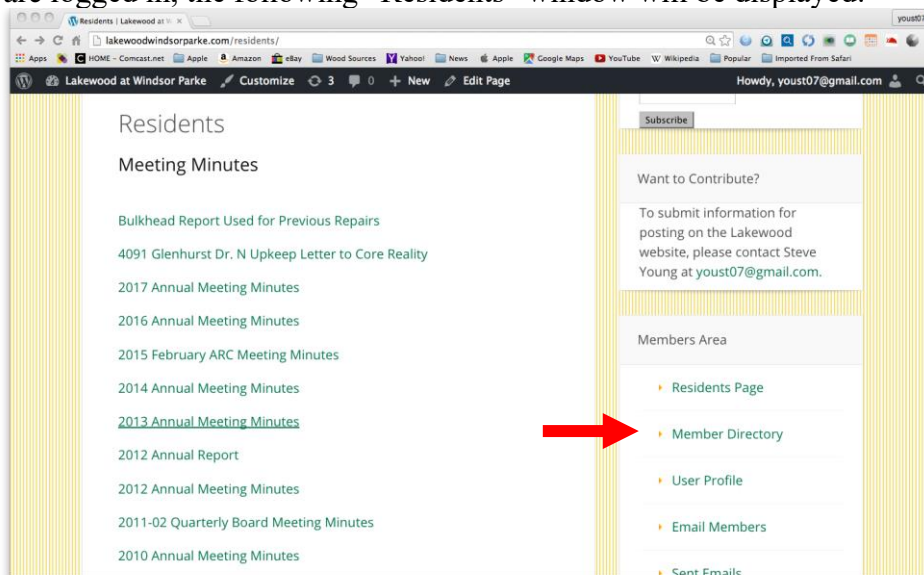 are logged in, the following "Residents" window will be displayed.
Residents | Lakewood at W ×
youst07
lakewoodwindsorparke.com/residents/
Apps HOME – Comcast.net Apple Amazon eBay Wood Sources Yahoo! News Apple Google Maps YouTube Wikipedia Popular Imported From Safari
Lakewood at Windsor Parke Customize 3 0 + New Edit Page Howdy, youst07@gmail.com
Residents
Meeting Minutes
Bulkhead Report Used for Previous Repairs
4091 Glenhurst Dr. N Upkeep Letter to Core Reality
2017 Annual Meeting Minutes
2016 Annual Meeting Minutes
2015 February ARC Meeting Minutes
2014 Annual Meeting Minutes
2013 Annual Meeting Minutes
2012 Annual Report
2012 Annual Meeting Minutes
2011-02 Quarterly Board Meeting Minutes
2010 Annual Meeting Minutes
Subscribe
Want to Contribute?
To submit information for
posting on the Lakewood
website, please contact Steve
Young at youst07@gmail.com.
Members Area
Residents Page
Member Directory
User Profile
Email Members
Sent Emails